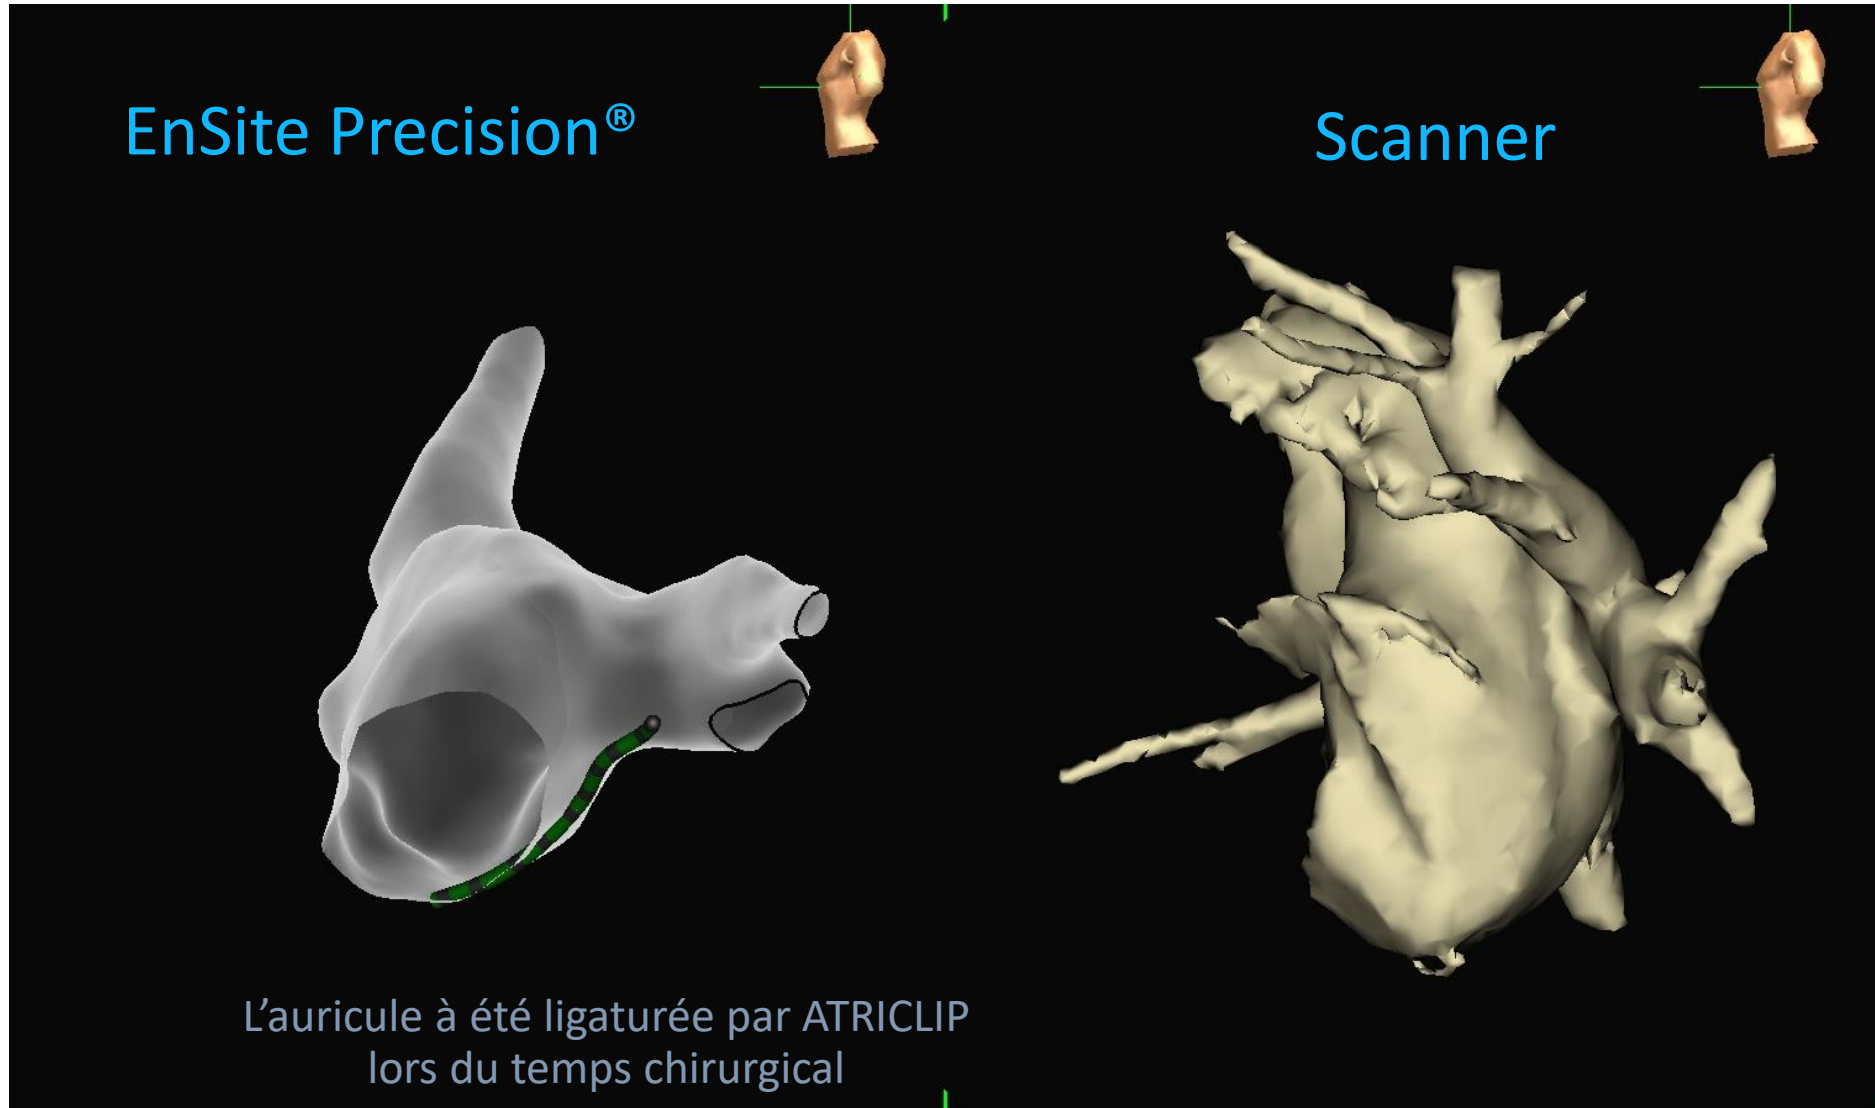 EnSite Precision®
Scanner
L’auricule à été ligaturée par ATRICLIP
lors du temps chirurgical